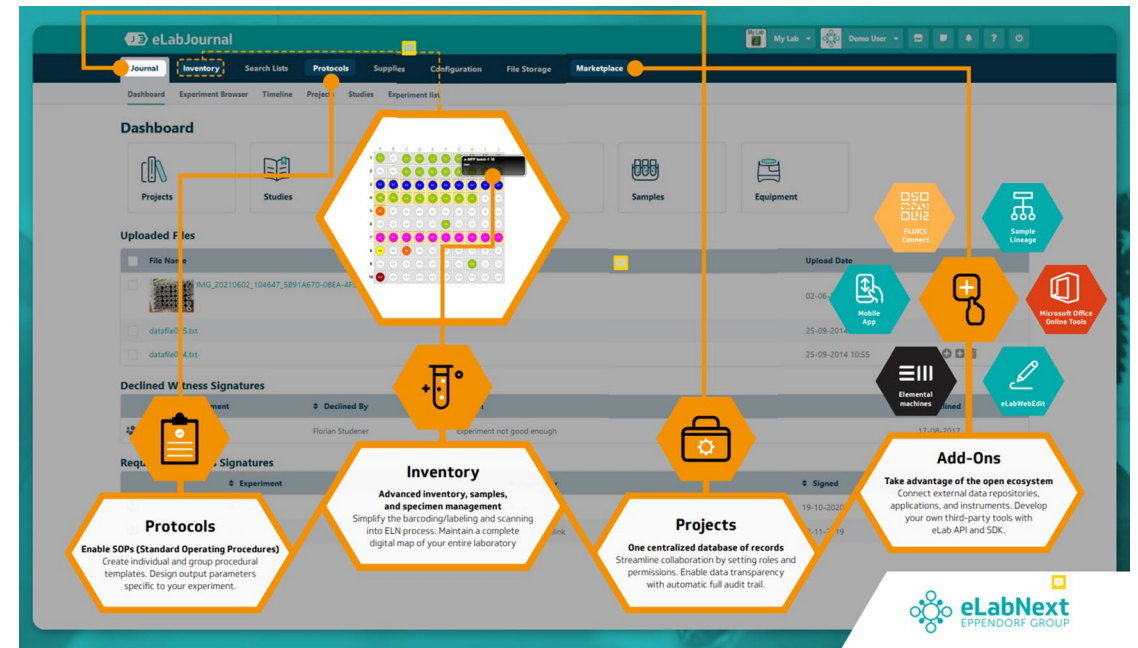 eLabJournal
My Lab
My Lab
Demo User
?
Journal
Inventory
Search Lists
Protocols
Supplies
Configuration
File Storage
Marketplace
Dashboard
Experiment Browser
Timeline
Projects
Studies
Experiment list
Dashboard
Projects
Studies
Samples
Equipment
FLUICS
Connect
Sample
Lineage
Mobile
App
Microsoft Office
Online Tools
Elemental
machines
eLabWebEdit
Uploaded Files
File Name
Upload Date
02-06-
25-09-2014
25-09-2014 10:55
Declined Witness Signatures
Declined By
Florian Studener
Experiment not good enough
17-08-2017
Signatures
Experiment
Signed
19-10-2020
Protocols
Enable SOPs (Standard Operating Procedures)
Create individual and group procedural
templates. Design output parameters
specific to your experiment.
Inventory
Advanced inventory, samples,
and specimen management
Simplify the barcoding/labeling and scanning
into ELN process. Maintain a complete
digital map of your entire laboratory
Projects
One centralized database of records
Streamline collaboration by setting roles and
permissions. Enable data transparency
with automatic full audit trail.
Add-Ons
Take advantage of the open ecosystem
Connect external data repositories,
applications, and instruments. Develop
your own third-party tools with
eLab API and SDK.
eLabNext
EPPENDORF GROUP